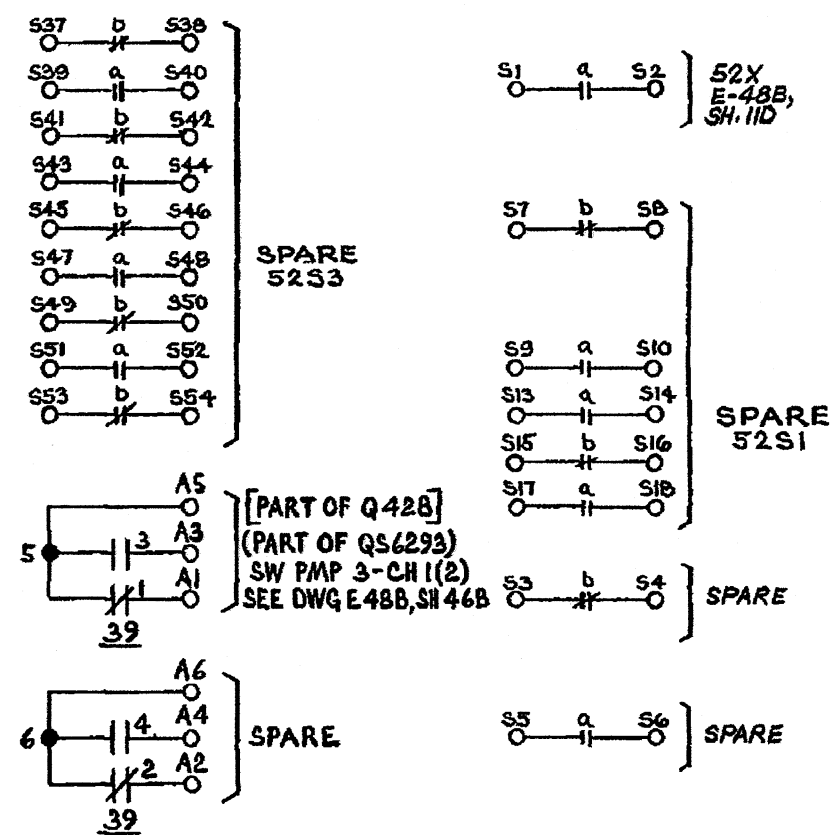 S37 b S38
S39 a S40
S41 b S42
S43 a S44
S45 b S46
S47 a S48
S49 b S50
S51 a S52
S53 b S54
SPARE
52S3
A5
5 3 A3
1 A1
39
[PART OF Q428]
(PART OF QS6293)
SW PMP 3-CH 1(2)
SEE DWG E48B, SH 46B
A6
6 4 A4
2 A2
39
SPARE
S1 a S2
52X
E-48B,
SH. 11D
S7 b S8
S9 a S10
S13 a S14
S15 b S16
S17 a S18
SPARE
52S1
S3 b S4
SPARE
S5 a S6
SPARE